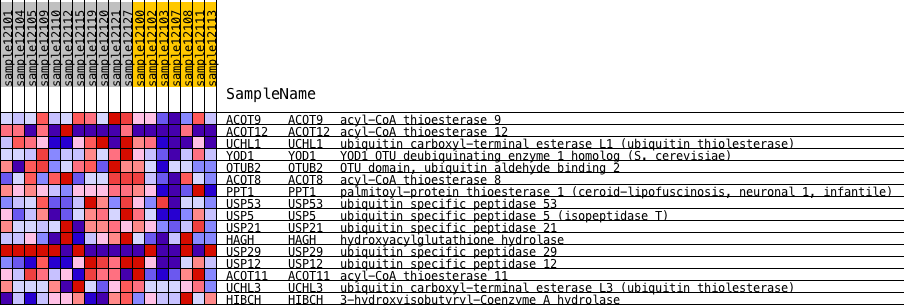 sample12101
sample12104
sample12105
sample12109
sample12110
sample12112
sample12115
sample12119
sample12120
sample12121
sample12127
sample12100
sample12102
sample12103
sample12107
sample12108
sample12111
sample12113
SampleName
ACOT9 ACOT9 acyl-CoA thioesterase 9
ACOT12 ACOT12 acyl-CoA thioesterase 12
UCHL1 UCHL1 ubiquitin carboxyl-terminal esterase L1 (ubiquitin thiolesterase)
YOD1 YOD1 YOD1 OTU deubiquinating enzyme 1 homolog (S. cerevisiae)
OTUB2 OTUB2 OTU domain, ubiquitin aldehyde binding 2
ACOT8 ACOT8 acyl-CoA thioesterase 8
PPT1 PPT1 palmitoyl-protein thioesterase 1 (ceroid-lipofuscinosis, neuronal 1, infantile)
USP53 USP53 ubiquitin specific peptidase 53
USP5 USP5 ubiquitin specific peptidase 5 (isopeptidase T)
USP21 USP21 ubiquitin specific peptidase 21
HAGH HAGH hydroxyacylglutathione hydrolase
USP29 USP29 ubiquitin specific peptidase 29
USP12 USP12 ubiquitin specific peptidase 12
ACOT11 ACOT11 acyl-CoA thioesterase 11
UCHL3 UCHL3 ubiquitin carboxyl-terminal esterase L3 (ubiquitin thiolesterase)
HIBCH HIBCH 3-hydroxyisobutyryl-Coenzyme A hydrolase